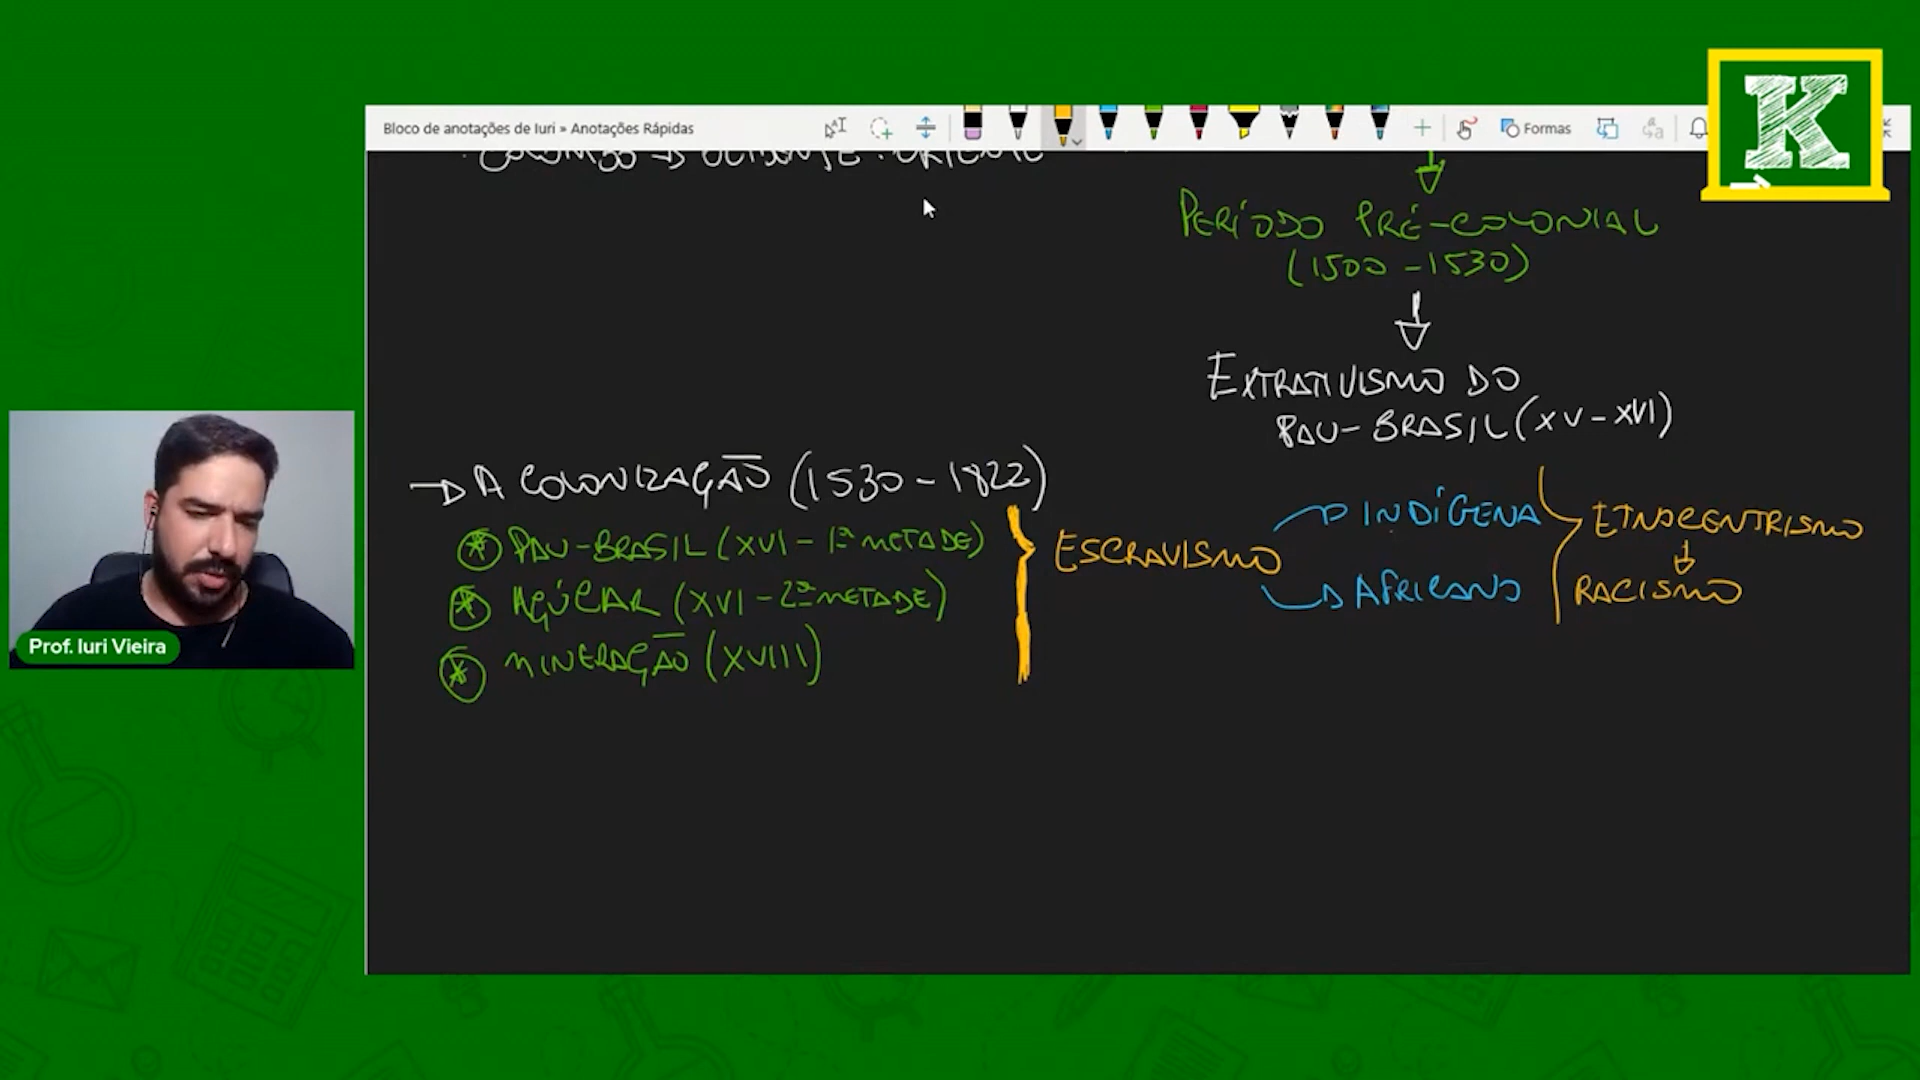 K
Bloco de anotações de Iuri » Anotações Rápidas
Formas
PERÍODO PRÉ-COLONIAL
(1500 - 1530)
EXTRATIVISMO DO
PAU-BRASIL (XV - XVI)
A COLONIZAÇÃO (1530 - 1822)
PAU-BRASIL (XVI - 1ª METADE)
AÇÚCAR (XVI - 2ª METADE)
MINERAÇÃO (XVIII)
ESCRAVISMO
INDÍGENA
AFRICANO
ETNOCENTRISMO
RACISMO
Prof. Iuri Vieira